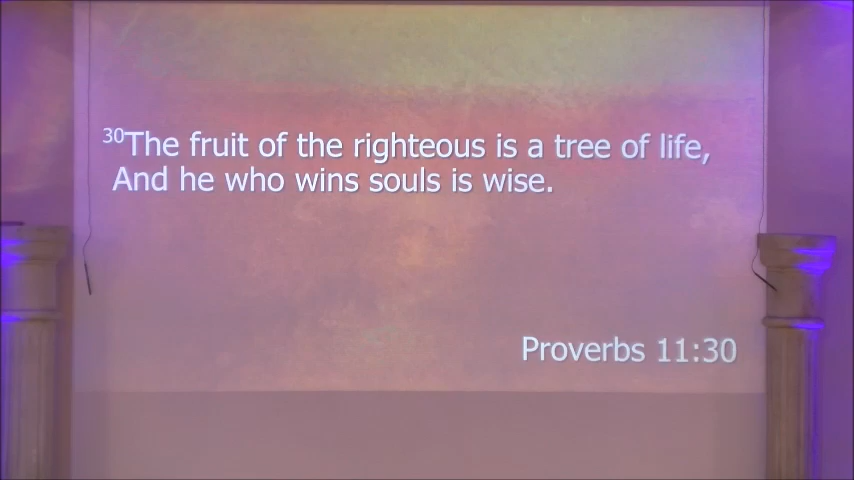 30The fruit of the righteous is a tree of life,
And he who wins souls is wise.
Proverbs 11:30